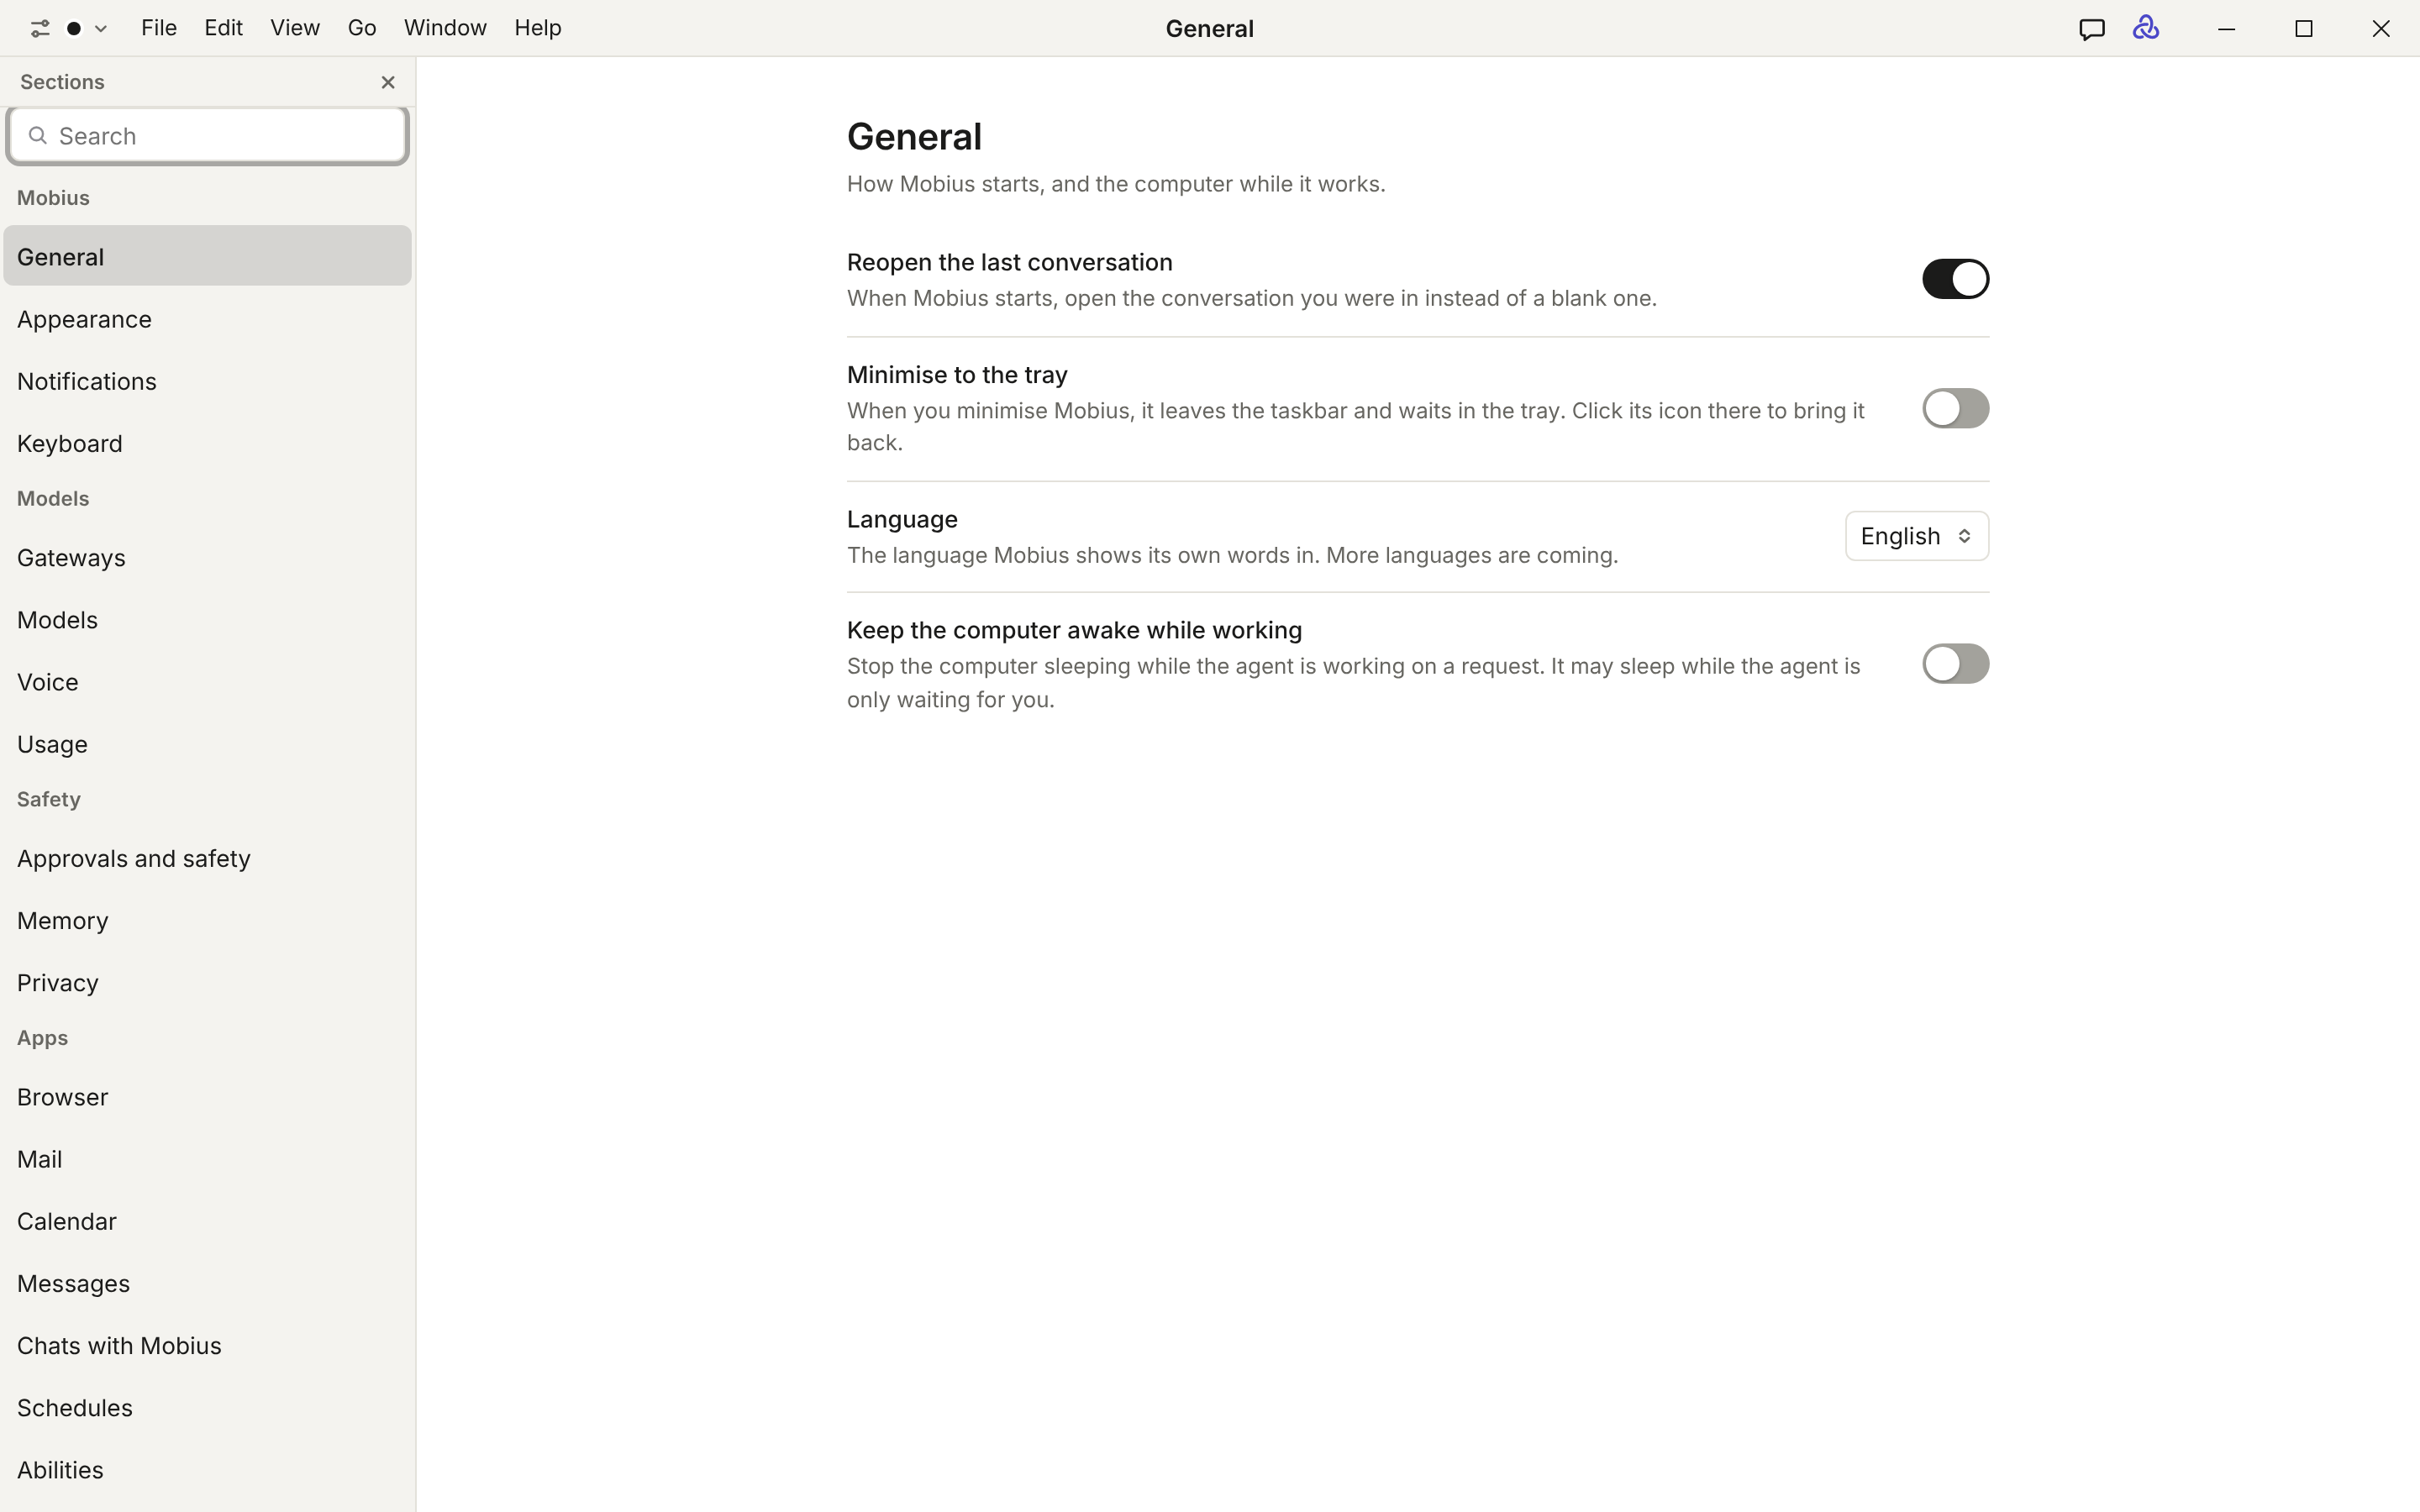 File Edit View Go Window Help
General
Sections
Search
Mobius
General
Appearance
Notifications
Keyboard
Models
Gateways
Models
Voice
Usage
Safety
Approvals and safety
Memory
Privacy
Apps
Browser
Mail
Calendar
Messages
Chats with Mobius
Schedules
Abilities
General
How Mobius starts, and the computer while it works.
Reopen the last conversation
When Mobius starts, open the conversation you were in instead of a blank one.
Minimise to the tray
When you minimise Mobius, it leaves the taskbar and waits in the tray. Click its icon there to bring it
back.
Language
The language Mobius shows its own words in. More languages are coming.
English
Keep the computer awake while working
Stop the computer sleeping while the agent is working on a request. It may sleep while the agent is
only waiting for you.